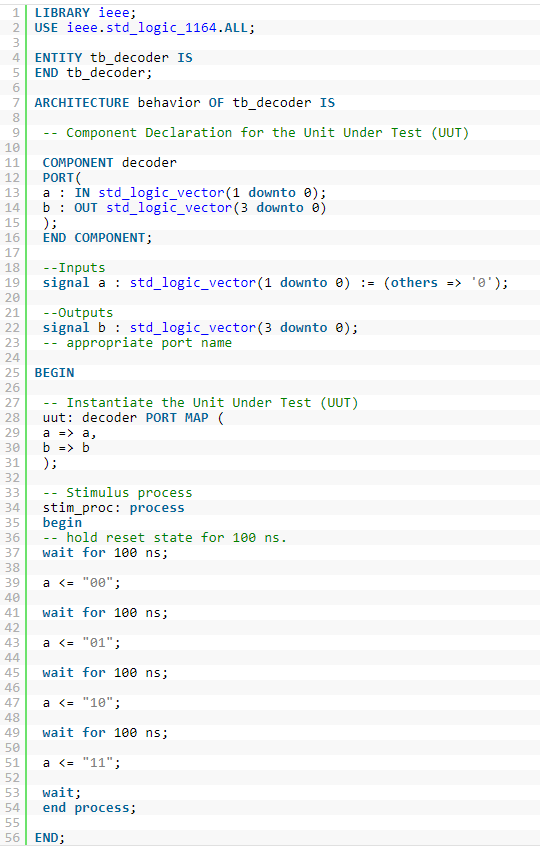 1 LIBRARY ieee;
2 USE ieee.std_logic_1164.ALL;
3
4 ENTITY tb_decoder IS
5 END tb_decoder;
6
7 ARCHITECTURE behavior OF tb_decoder IS
8
9 -- Component Declaration for the Unit Under Test (UUT)
10
11 COMPONENT decoder
12 PORT(
13 a : IN std_logic_vector(1 downto 0);
14 b : OUT std_logic_vector(3 downto 0)
15 );
16 END COMPONENT;
17
18 --Inputs
19 signal a : std_logic_vector(1 downto 0) := (others => '0');
20
21 --Outputs
22 signal b : std_logic_vector(3 downto 0);
23 -- appropriate port name
24
25 BEGIN
26
27 -- Instantiate the Unit Under Test (UUT)
28 uut: decoder PORT MAP (
29 a => a,
30 b => b
31 );
32
33 -- Stimulus process
34 stim_proc: process
35 begin
36 -- hold reset state for 100 ns.
37 wait for 100 ns;
38
39 a <= "00";
40
41 wait for 100 ns;
42
43 a <= "01";
44
45 wait for 100 ns;
46
47 a <= "10";
48
49 wait for 100 ns;
50
51 a <= "11";
52
53 wait;
54 end process;
55
56 END;